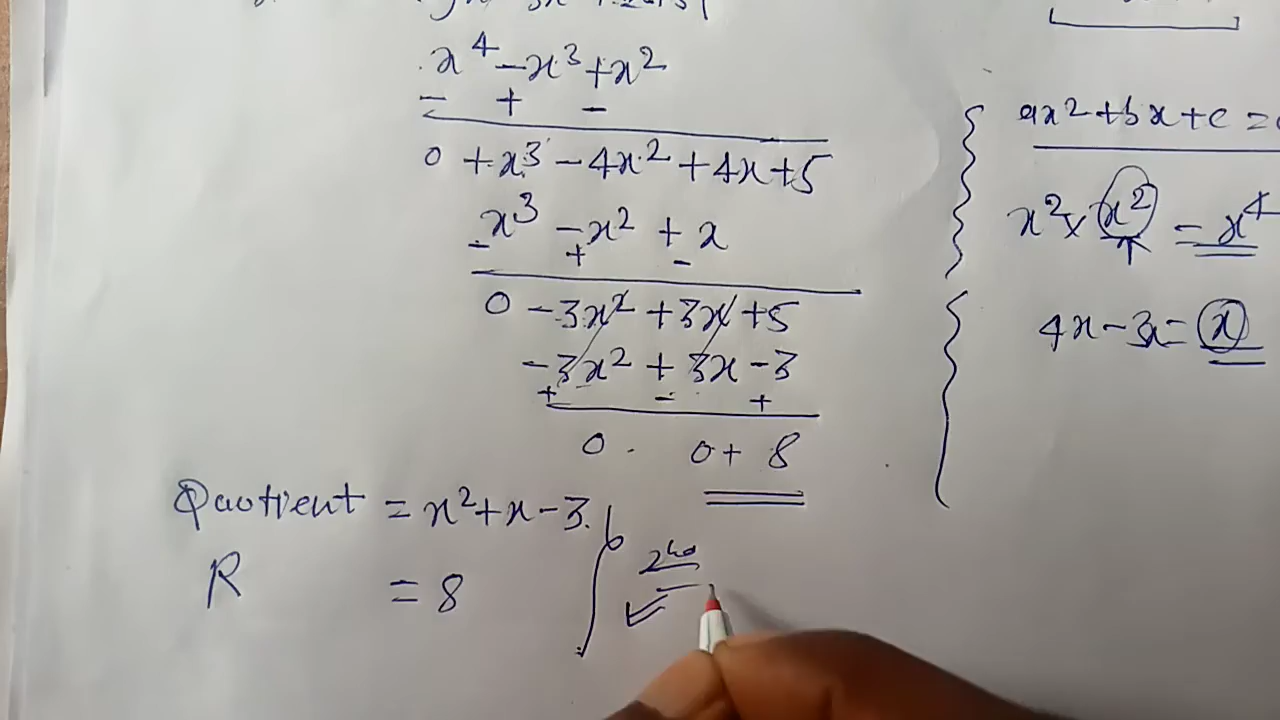 x⁴ - x³ + x²
- + -
0 + x³ - 4x² + 4x + 5
x³ - x² + x
- + -
0 - 3x² + 3x + 5
- 3x² + 3x - 3
+ - +
0 . 0 + 8
Quotient = x² + x - 3.
R = 8
ax² + bx + c =
x² × x² = x⁴
4x - 3x = x